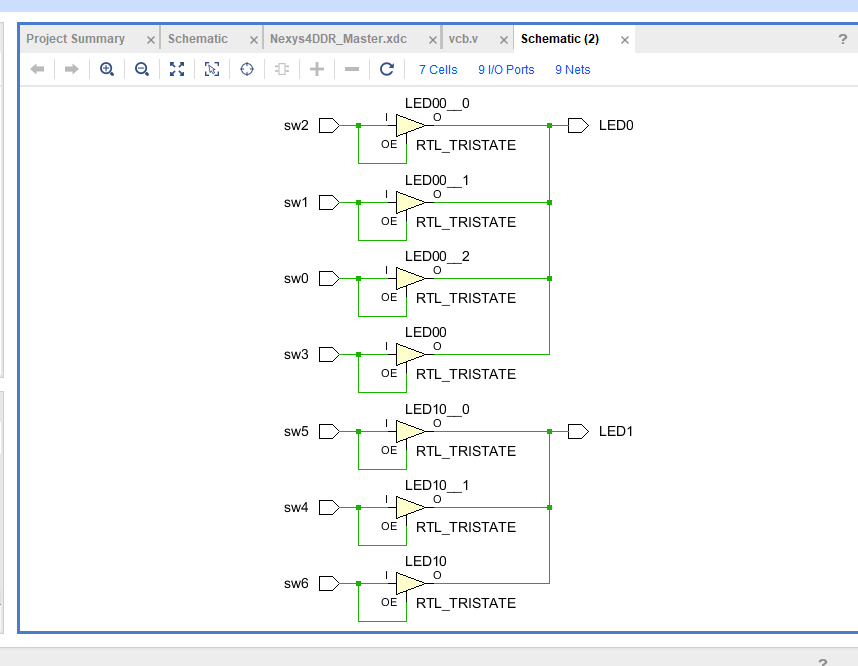 Project Summary × Schematic × Nexys4DDR_Master.xdc × vcb.v × Schematic (2) × ?
7 Cells 9 I/O Ports 9 Nets
LED00__0
sw2 I O LED0
OE RTL_TRISTATE
LED00__1
sw1 I O
OE RTL_TRISTATE
LED00__2
sw0 I O
OE RTL_TRISTATE
LED00
sw3 I O
OE RTL_TRISTATE
LED10__0
sw5 I O LED1
OE RTL_TRISTATE
LED10__1
sw4 I O
OE RTL_TRISTATE
LED10
sw6 I O
OE RTL_TRISTATE
?